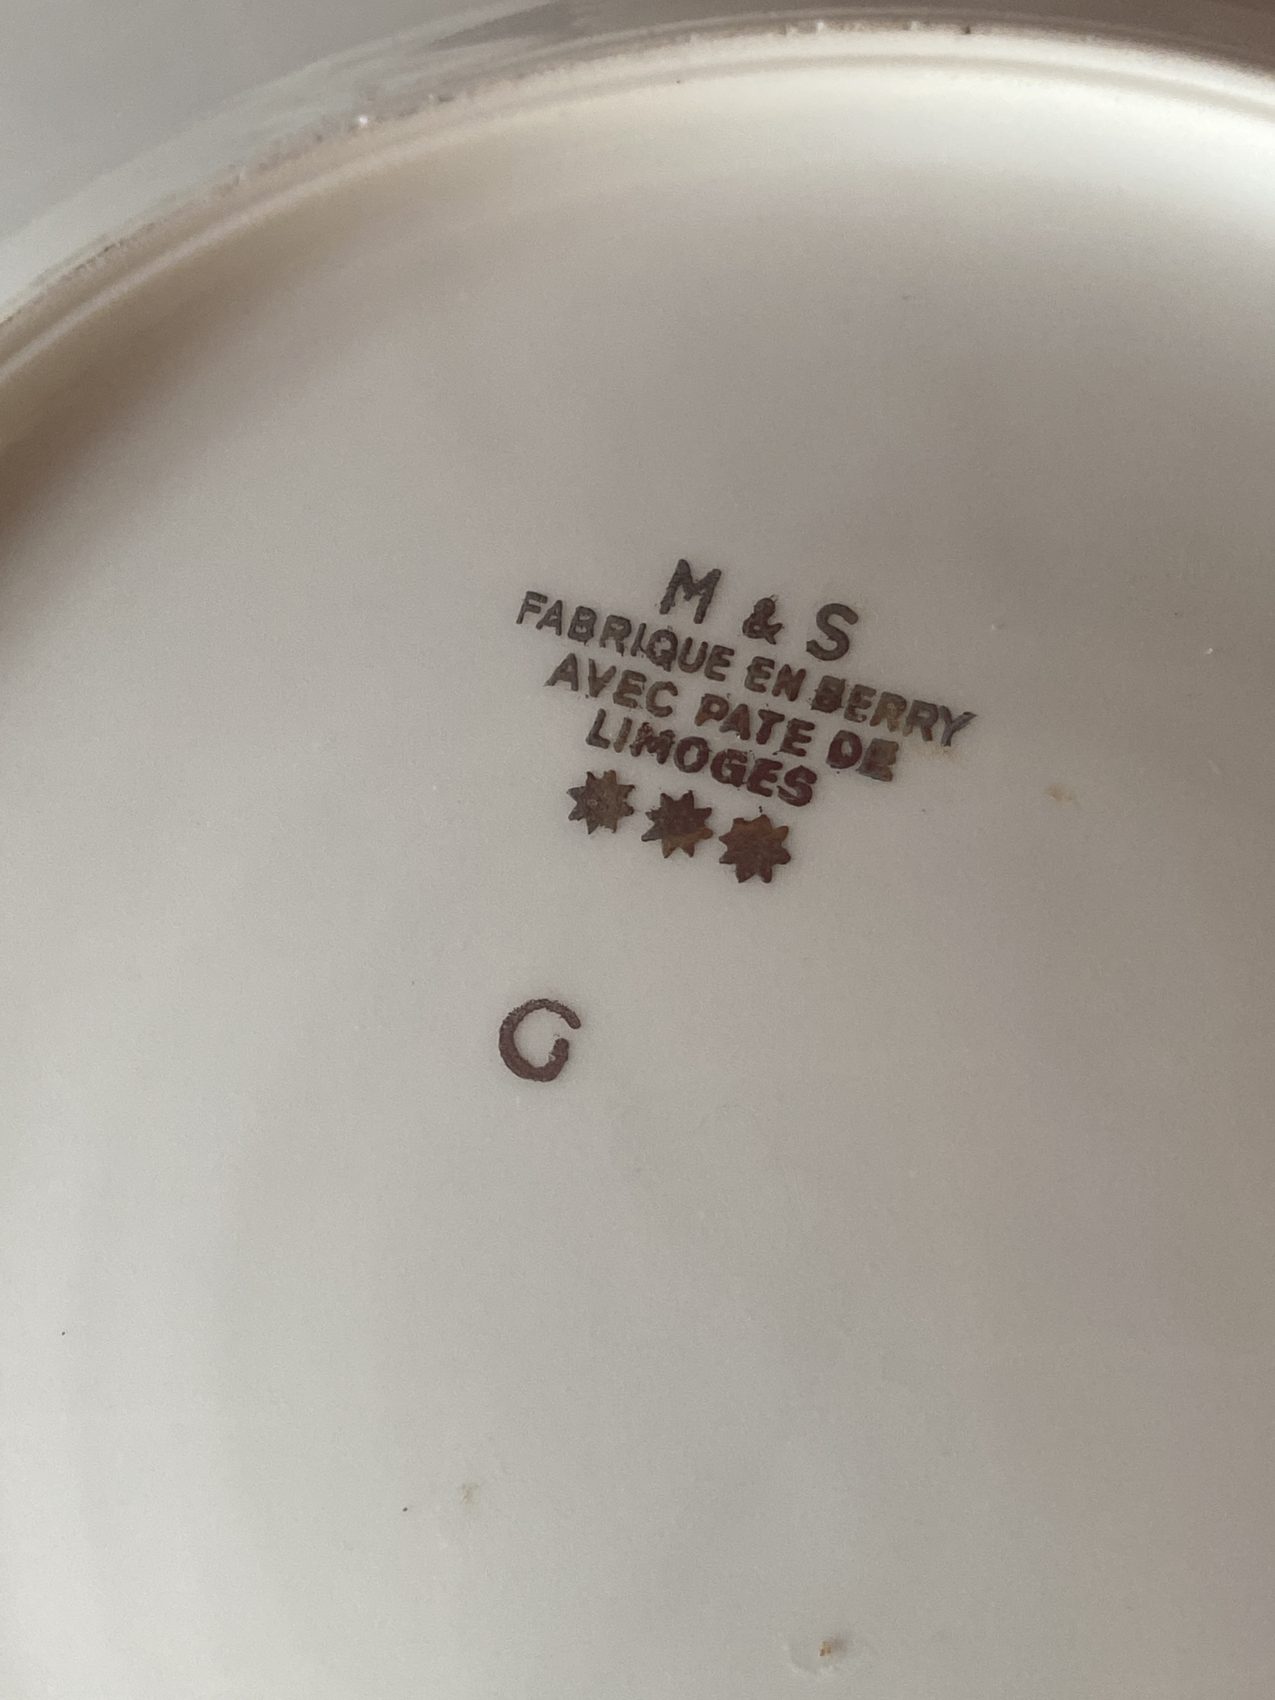 M & S
FABRIQUE EN BERRY
AVEC PATE DE
LIMOGES
G